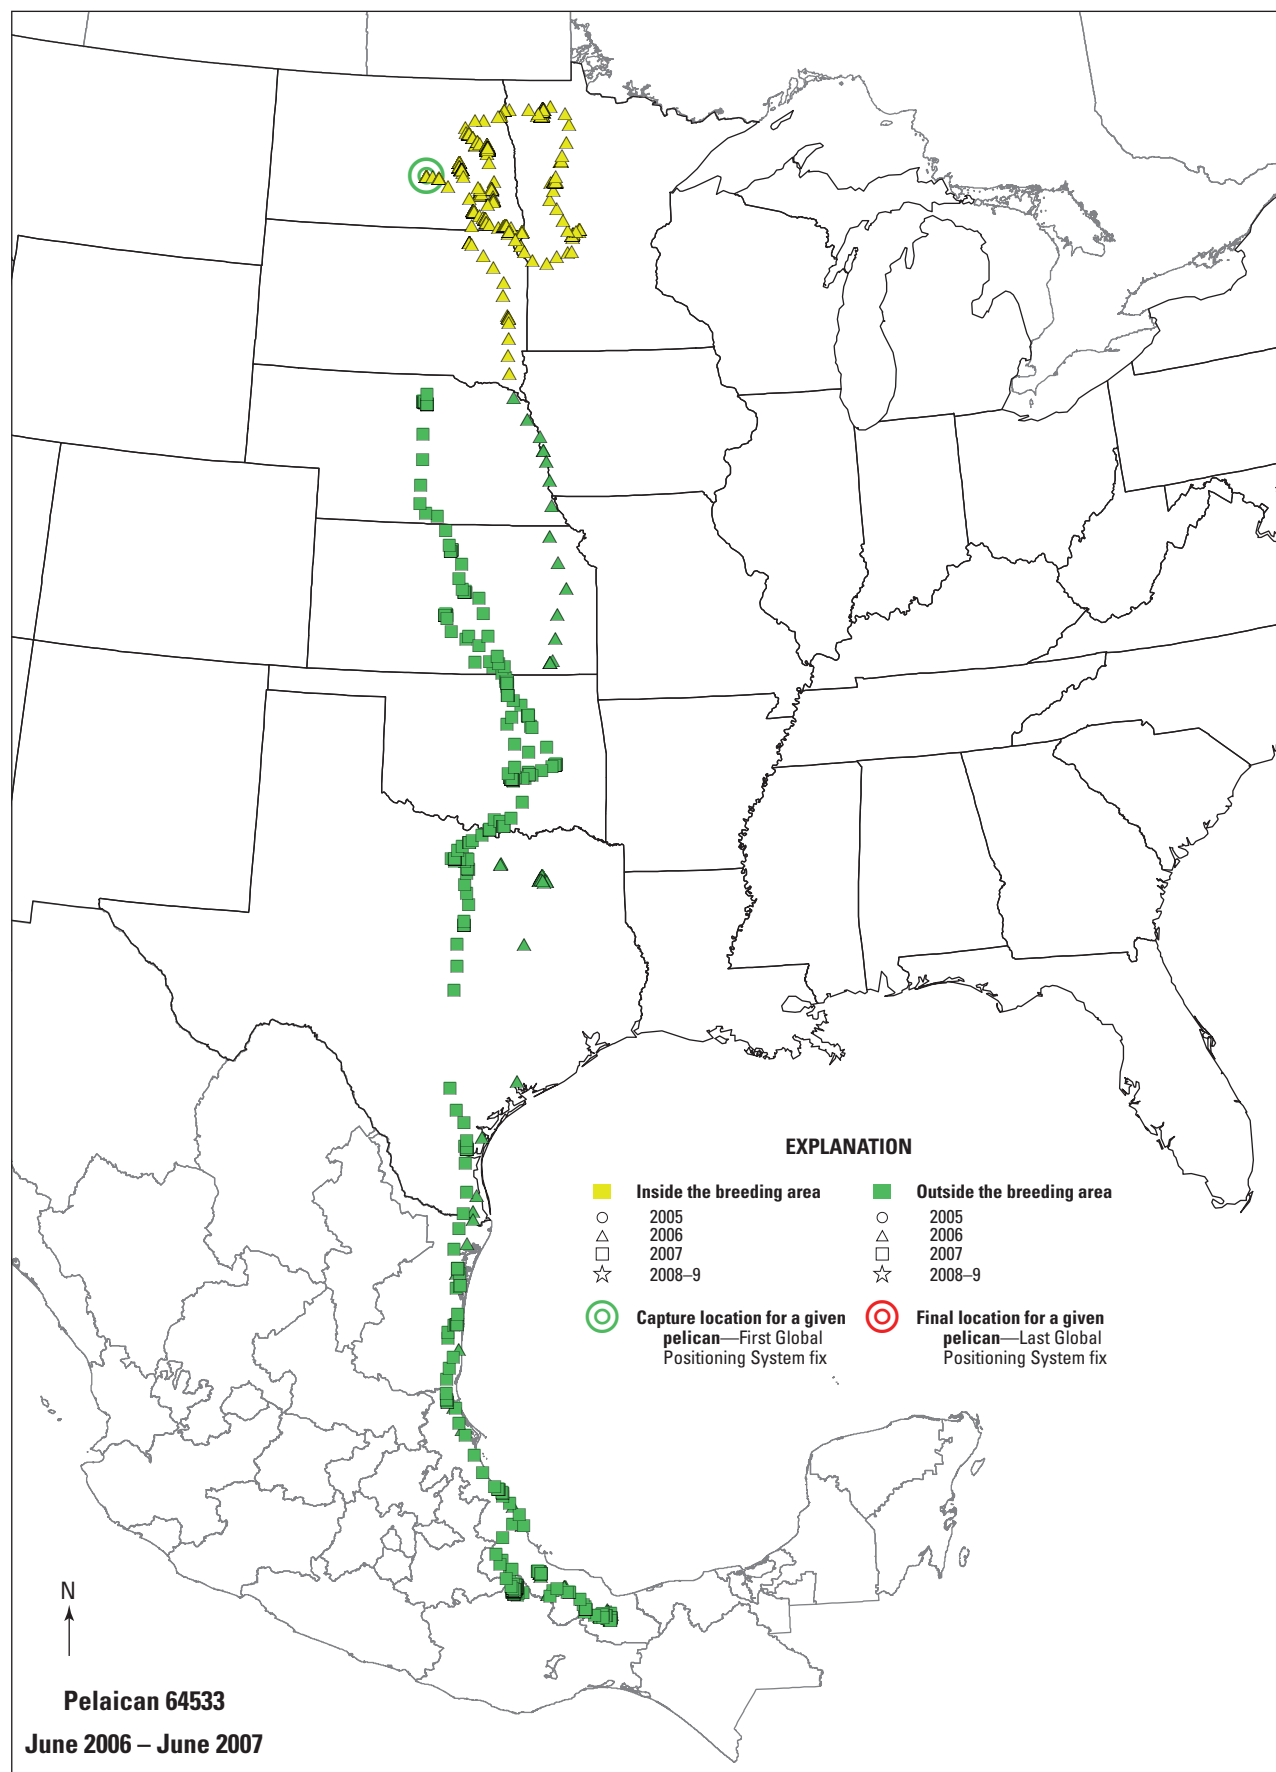 EXPLANATION
Inside the breeding area
2005
2006
2007
2008–9
Capture location for a given
pelican—First Global
Positioning System fix
Outside the breeding area
2005
2006
2007
2008–9
Final location for a given
pelican—Last Global
Positioning System fix
N
Pelaican 64533
June 2006 – June 2007